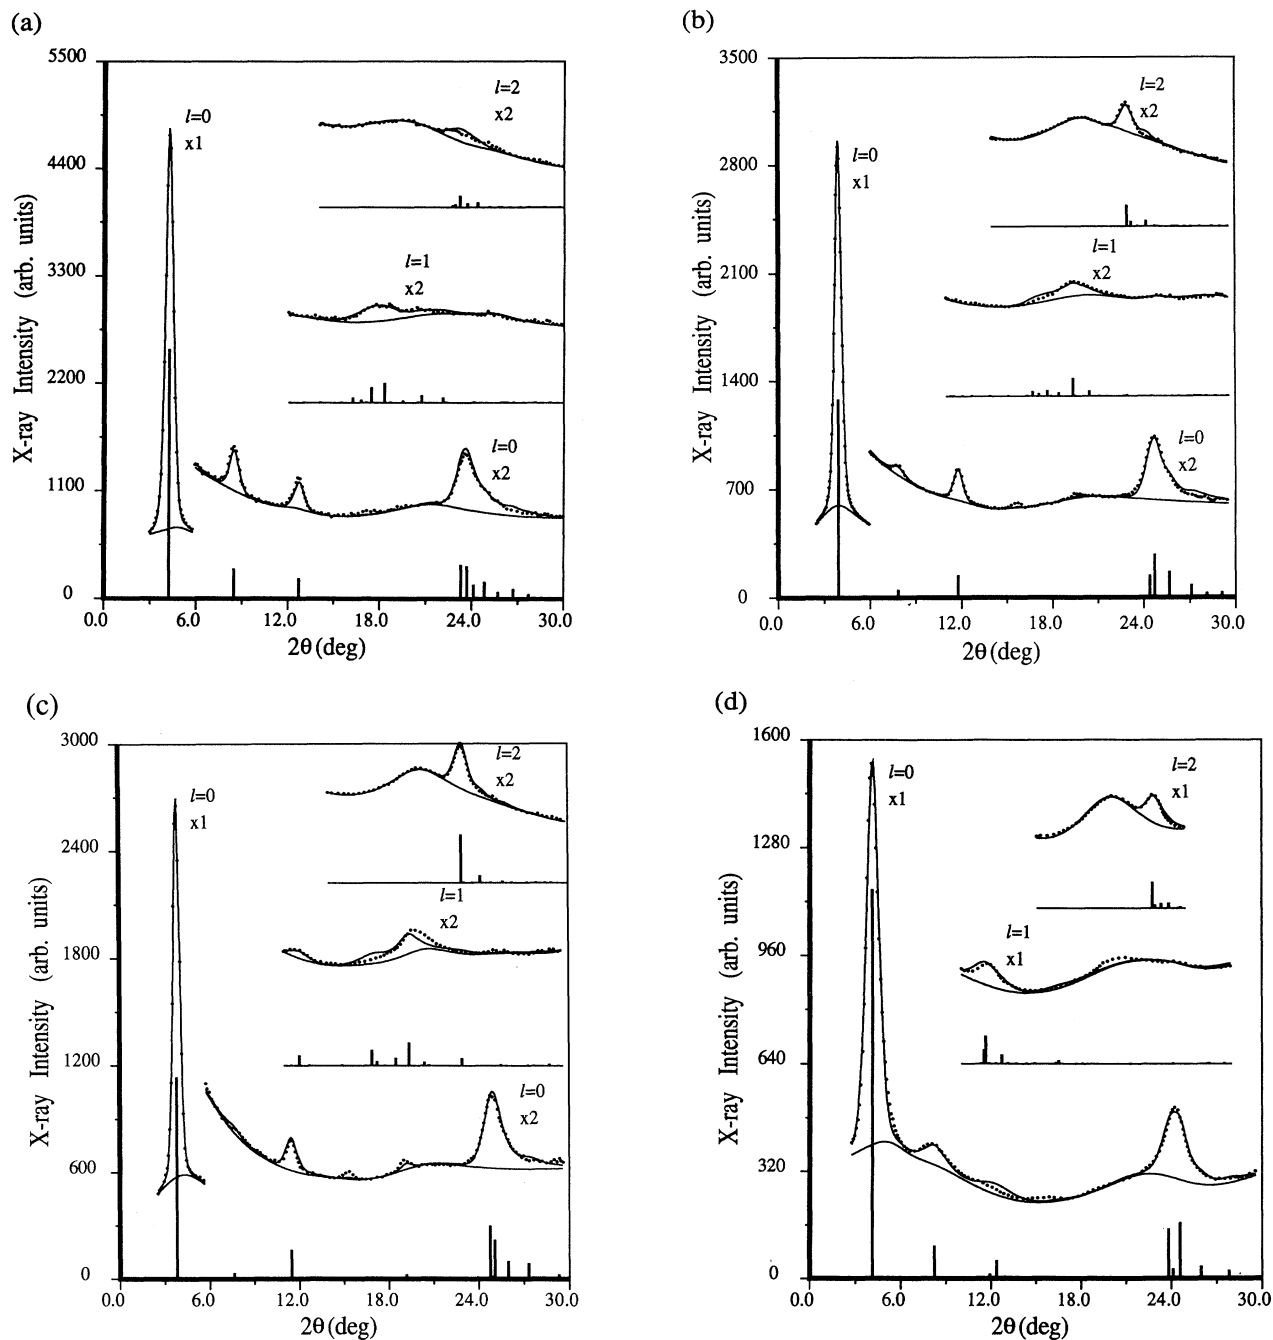 (a)
5500
4400
3300
2200
1100
0
X-ray Intensity (arb. units)
l=0
x1
l=2
x2
l=1
x2
l=0
x2
0.0 6.0 12.0 18.0 24.0 30.0
2θ (deg)
(b)
3500
2800
2100
1400
700
0
X-ray Intensity (arb. units)
l=0
x1
l=2
x2
l=1
x2
l=0
x2
0.0 6.0 12.0 18.0 24.0 30.0
2θ (deg)
(c)
3000
2400
1800
1200
600
0
X-ray Intensity (arb. units)
l=0
x1
l=2
x2
l=1
x2
l=0
x2
0.0 6.0 12.0 18.0 24.0 30.0
2θ (deg)
(d)
1600
1280
960
640
320
0
X-ray Intensity (arb. units)
l=0
x1
l=2
x1
l=1
x1
0.0 6.0 12.0 18.0 24.0 30.0
2θ (deg)